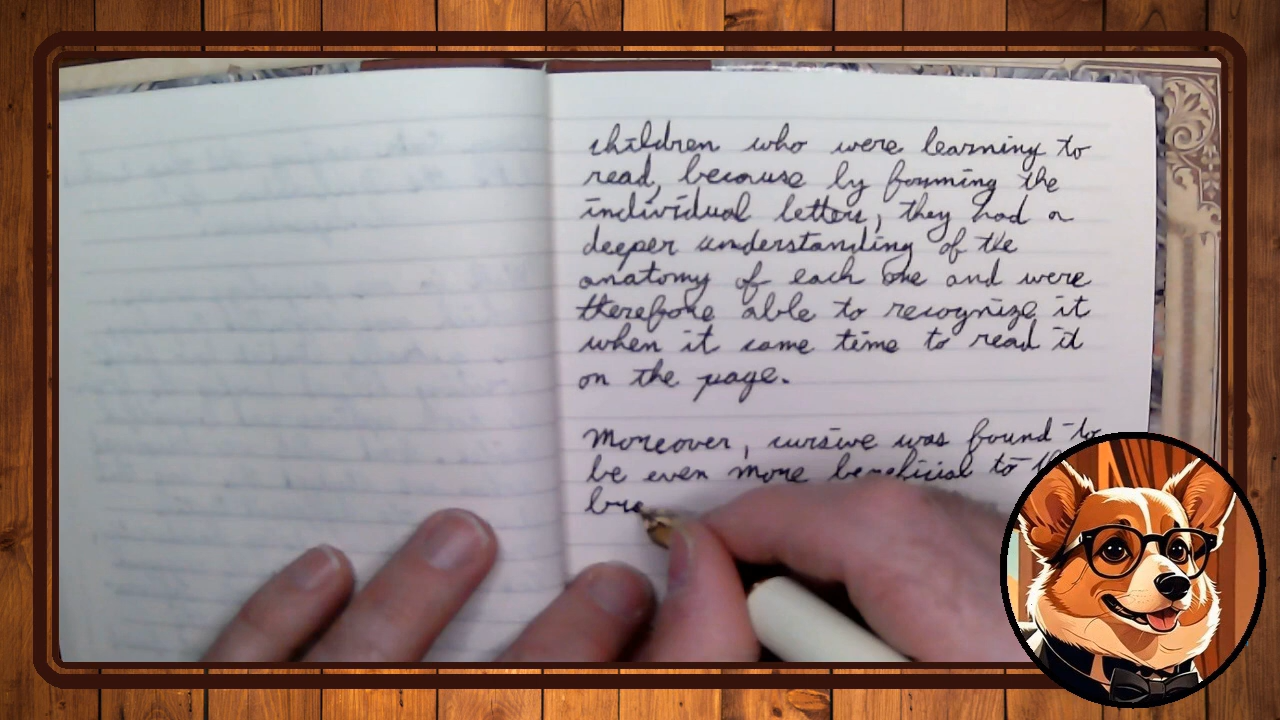 children who were learning to
read, because by forming the
individual letters, they had a
deeper understanding of the
anatomy of each one and were
therefore able to recognize it
when it came time to read it
on the page.
Moreover, cursive was found to
be even more beneficial to